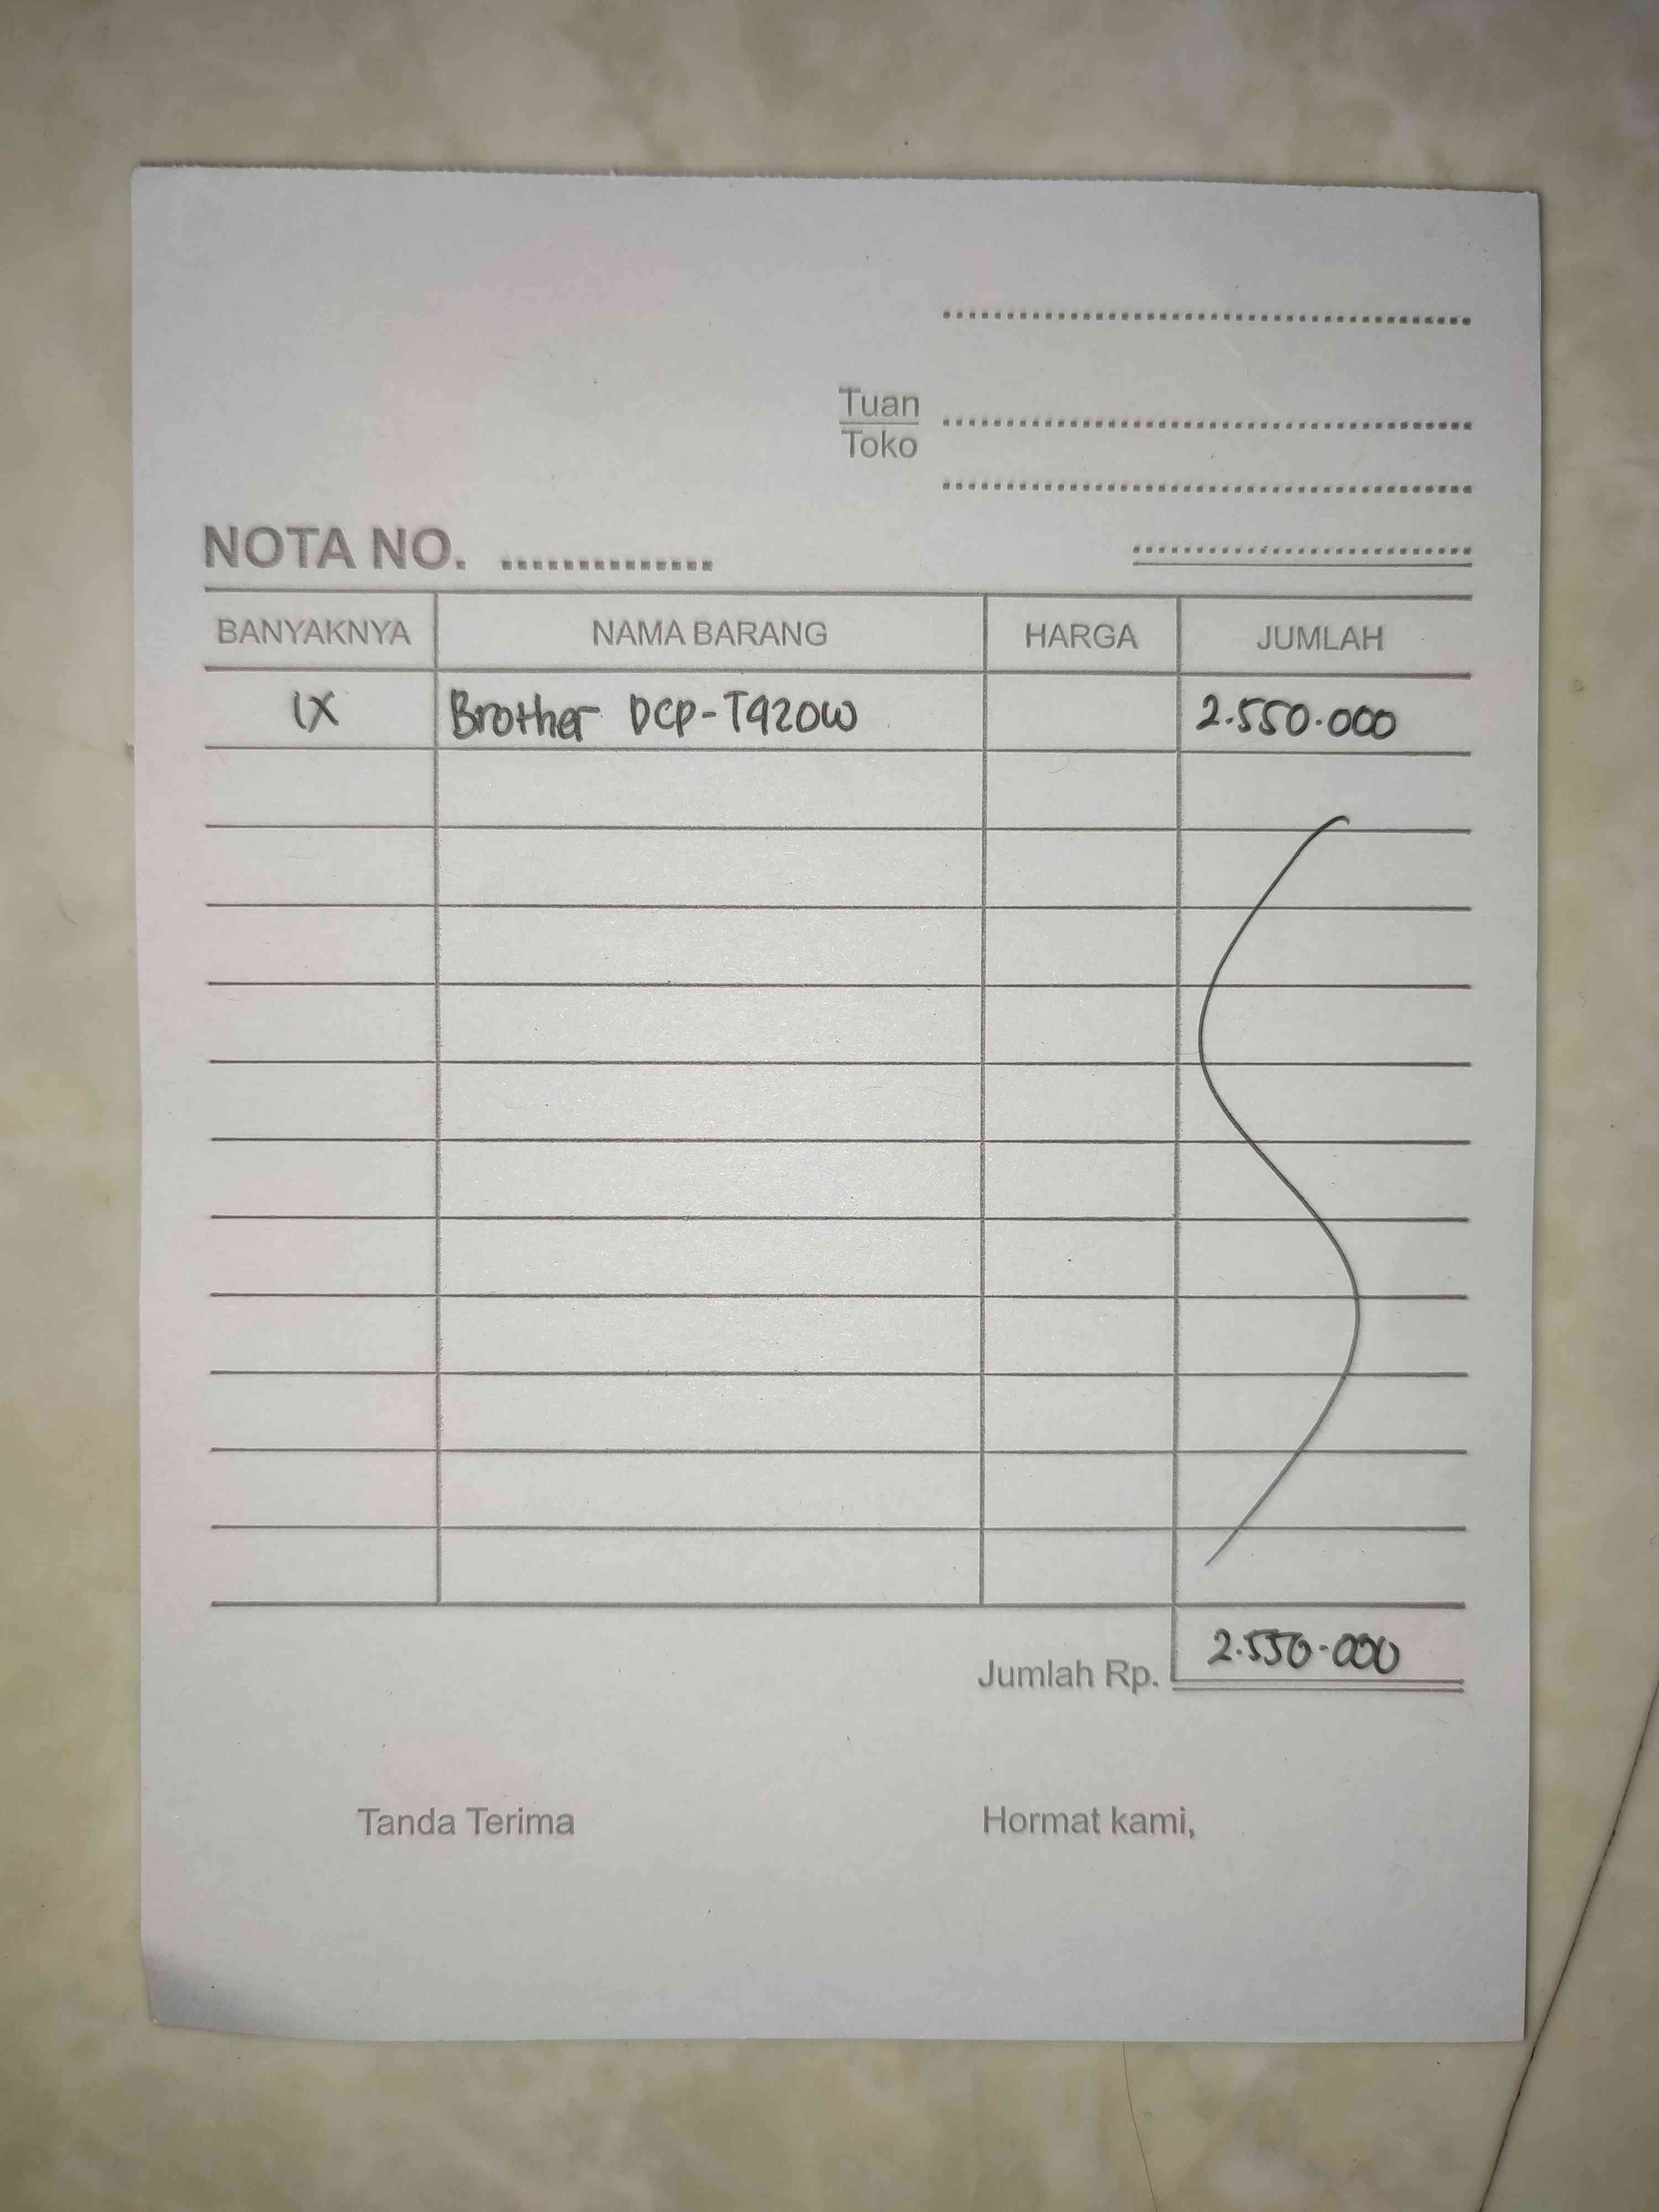 Tuan
Toko
NOTA NO. ..............
BANYAKNYA NAMA BARANG HARGA JUMLAH
1X Brother DCP-T920W 2.550.000
Jumlah Rp. 2.550.000
Tanda Terima Hormat kami,